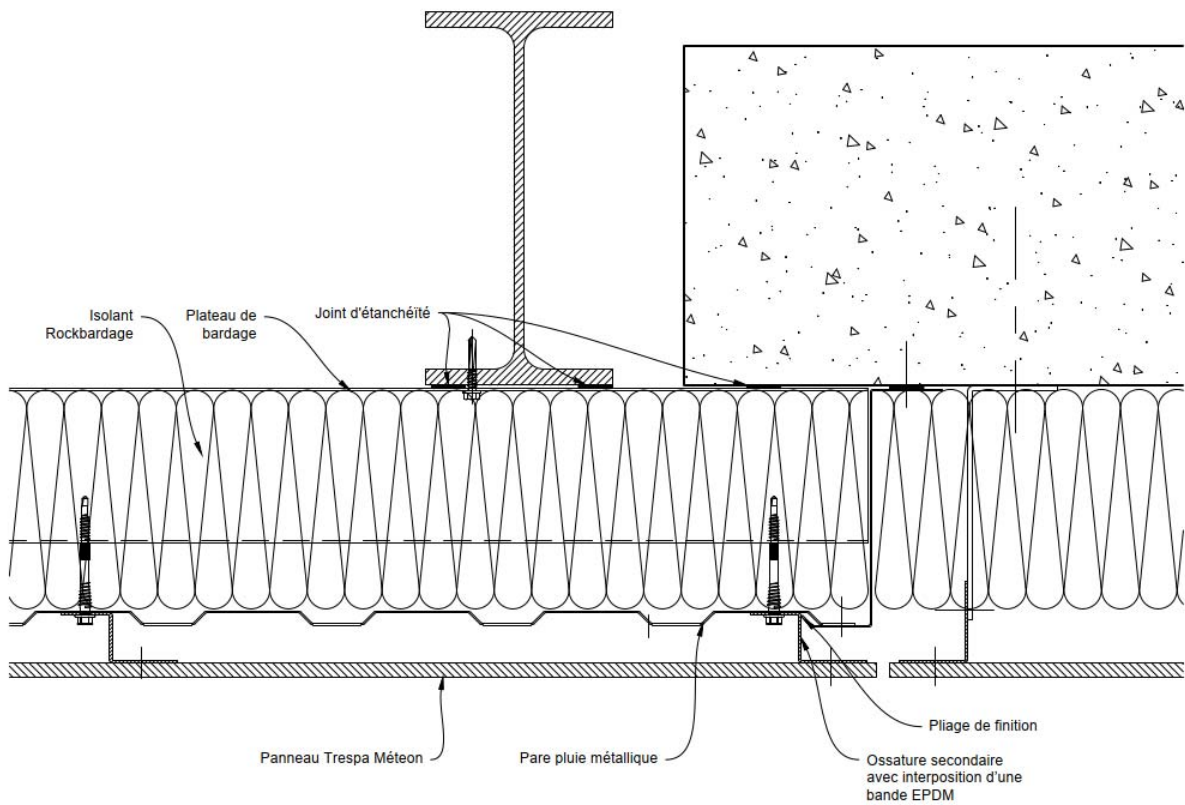 Isolant
Rockbardage
Plateau de
bardage
Joint d'étanchéïté
Panneau Trespa Méteon
Pare pluie métallique
Pliage de finition
Ossature secondaire
avec interposition d'une
bande EPDM